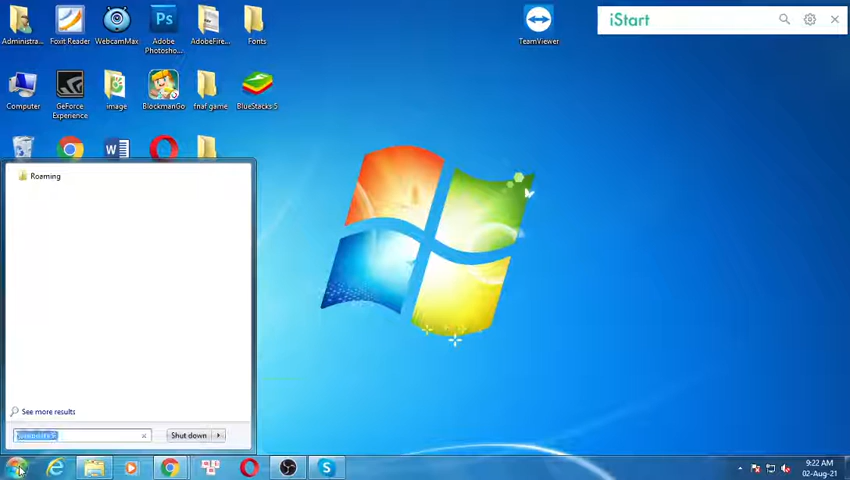 Administra...
Foxit Reader
WebcamMax
Adobe
Photosho...
AdobeFire...
Fonts
TeamViewer
iStart
Computer
GeForce
Experience
image
BlockmanGo
fnaf game
BlueStacks 5
Roaming
See more results
Shut down
9:22 AM
02-Aug-21